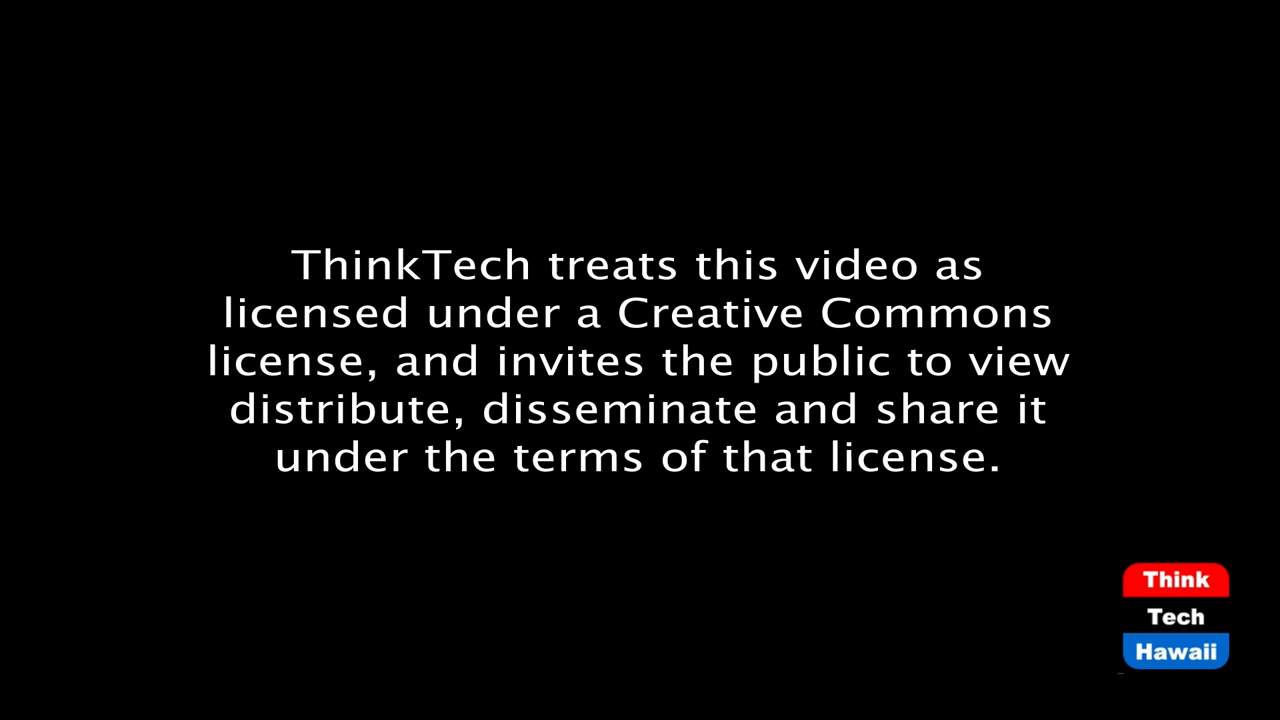 ThinkTech treats this video as
licensed under a Creative Commons
license, and invites the public to view
distribute, disseminate and share it
under the terms of that license.
Think
Tech
Hawaii